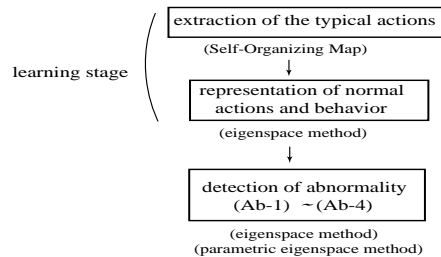 extraction of the typical actions
(Self-Organizing Map)
learning stage
representation of normal
actions and behavior
(eigenspace method)
detection of abnormality
(Ab-1) ~(Ab-4)
(eigenspace method)
(parametric eigenspace method)